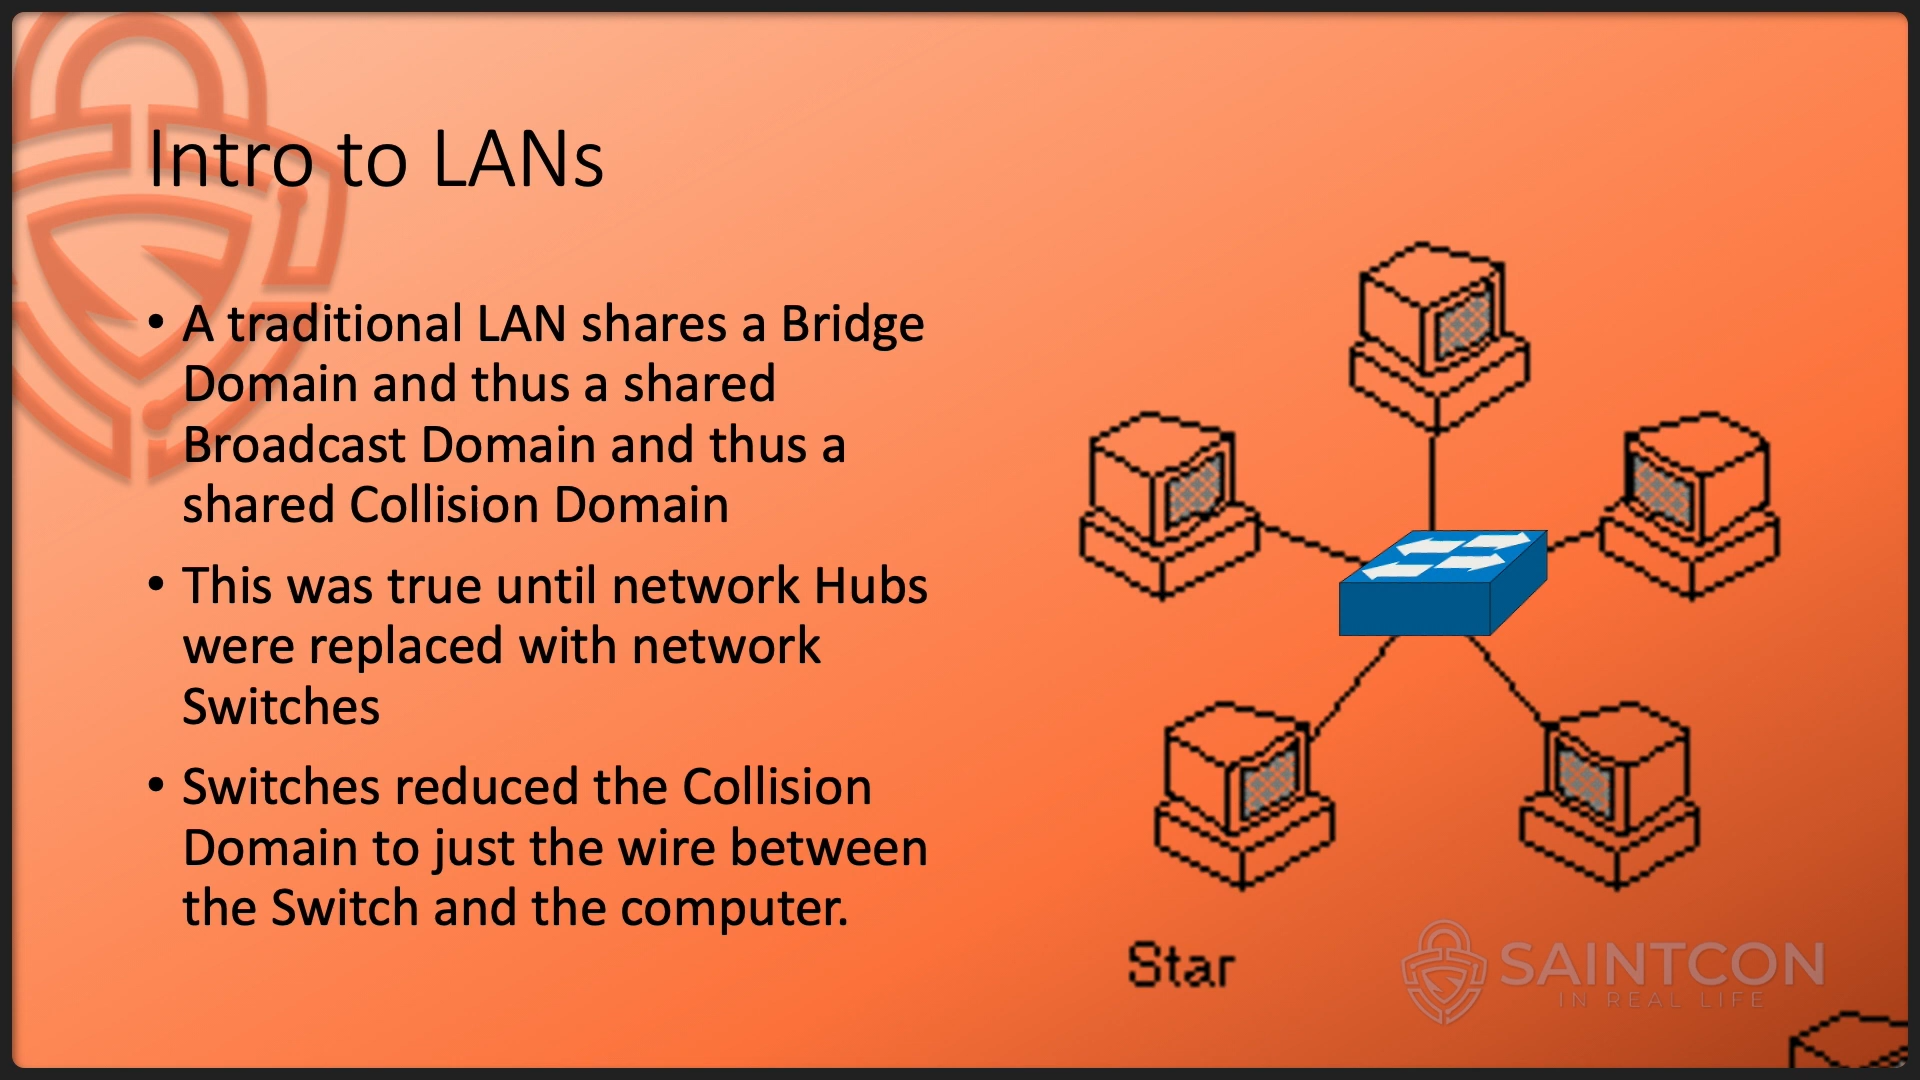 Intro to LANs
• A traditional LAN shares a Bridge
Domain and thus a shared
Broadcast Domain and thus a
shared Collision Domain
• This was true until network Hubs
were replaced with network
Switches
• Switches reduced the Collision
Domain to just the wire between
the Switch and the computer.
Star
SAINTCON
IN REAL LIFE